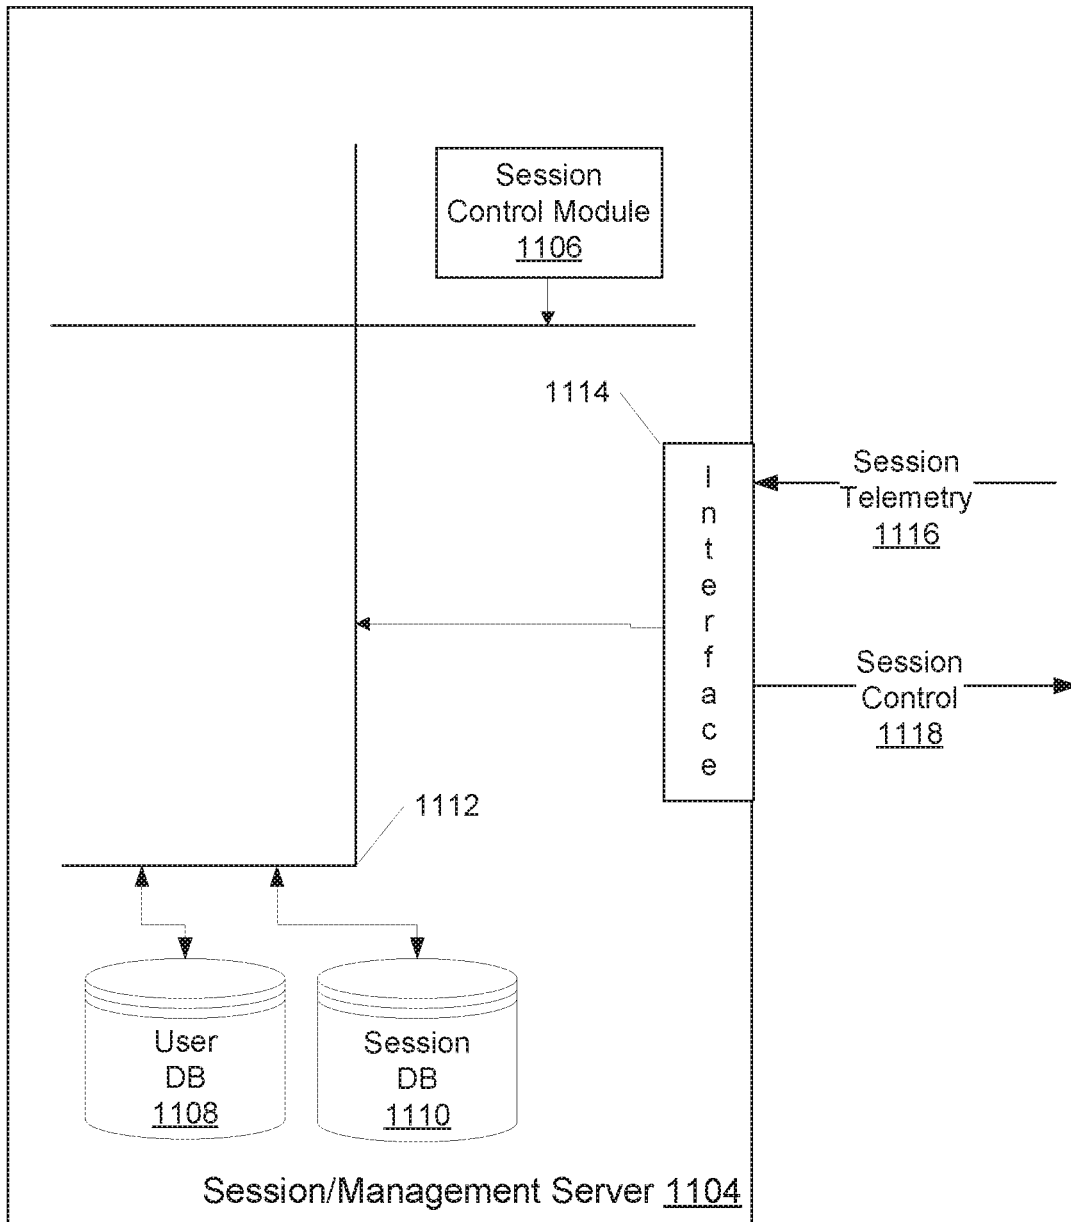 Session
Control Module
1106
1114
Interface
Session
Telemetry
1116
Session
Control
1118
1112
User
DB
1108
Session
DB
1110
Session/Management Server 1104